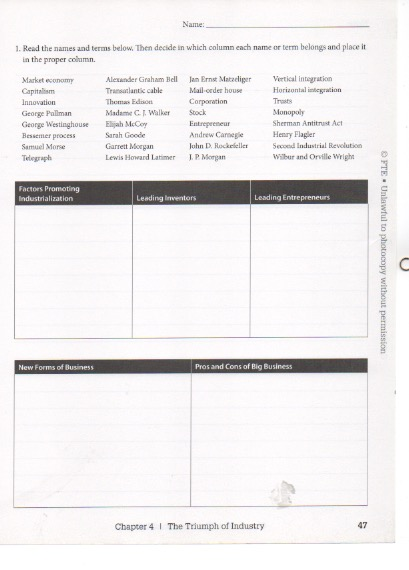 Name:
1. Read the names and terms below. Then decide in which column each name or term belongs and place it
in the proper column.
Market economy Alexander Graham Bell Jan Ernst Matzeliger Vertical integration
Capitalism Transatlantic cable Mail-order house Horizontal integration
Innovation Thomas Edison Corporation Trusts
George Pullman Madame C. J. Walker Stock Monopoly
George Westinghouse Elijah McCoy Entrepreneur Sherman Antitrust Act
Bessemer process Sarah Goode Andrew Carnegie Henry Flagler
Samuel Morse Garrett Morgan John D. Rockefeller Second Industrial Revolution
Telegraph Lewis Howard Latimer J. P. Morgan Wilbur and Orville Wright
Factors Promoting
Industrialization Leading Inventors Leading Entrepreneurs
New Forms of Business Pros and Cons of Big Business
Chapter 4 | The Triumph of Industry 47
© FTE • Unlawful to photocopy without permission